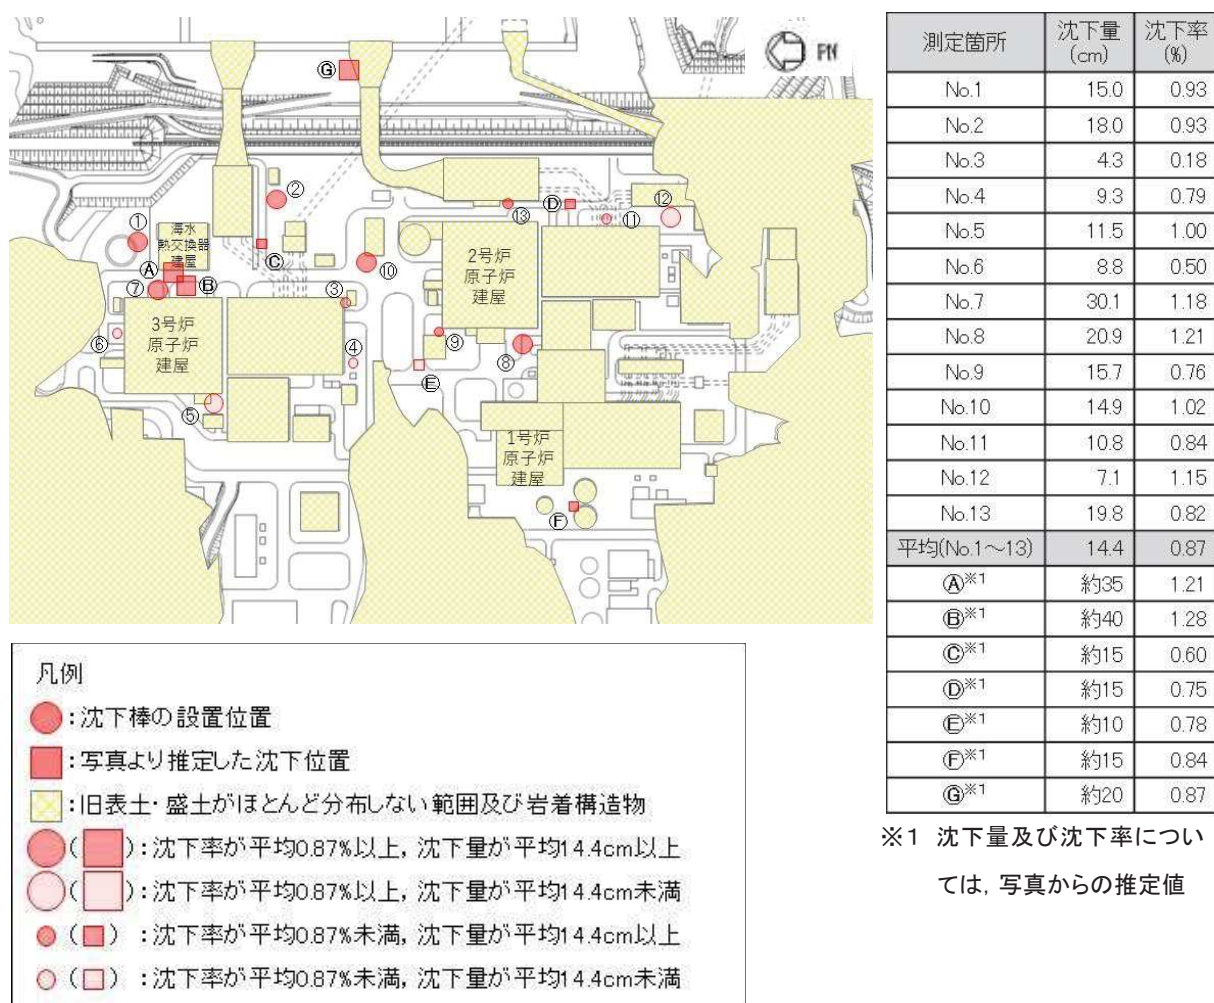 PN
Ⓖ
②
Ⓓ
⑫
①
⑬
⑪
海水
熱交換器
建屋
Ⓒ
2号炉
原子炉
建屋
Ⓐ
⑩
⑦
Ⓑ
③
3号炉
原子炉
建屋
⑥
④
⑨
⑧
Ⓔ
⑤
1号炉
原子炉
建屋
Ⓕ
測定箇所 沈下量(cm) 沈下率(%)
No.1 15.0 0.93
No.2 18.0 0.93
No.3 4.3 0.18
No.4 9.3 0.79
No.5 11.5 1.00
No.6 8.8 0.50
No.7 30.1 1.18
No.8 20.9 1.21
No.9 15.7 0.76
No.10 14.9 1.02
No.11 10.8 0.84
No.12 7.1 1.15
No.13 19.8 0.82
平均(No.1～13) 14.4 0.87
Ⓐ※1 約35 1.21
Ⓑ※1 約40 1.28
Ⓒ※1 約15 0.60
Ⓓ※1 約15 0.75
Ⓔ※1 約10 0.78
Ⓕ※1 約15 0.84
Ⓖ※1 約20 0.87
※1 沈下量及び沈下率につい
ては，写真からの推定値
凡例
：沈下棒の設置位置
：写真より推定した沈下位置
：旧表土・盛土がほとんど分布しない範囲及び岩着構造物
( )：沈下率が平均0.87%以上，沈下量が平均14.4cm以上
( )：沈下率が平均0.87%以上，沈下量が平均14.4cm未満
( )：沈下率が平均0.87%未満，沈下量が平均14.4cm以上
( )：沈下率が平均0.87%未満，沈下量が平均14.4cm未満